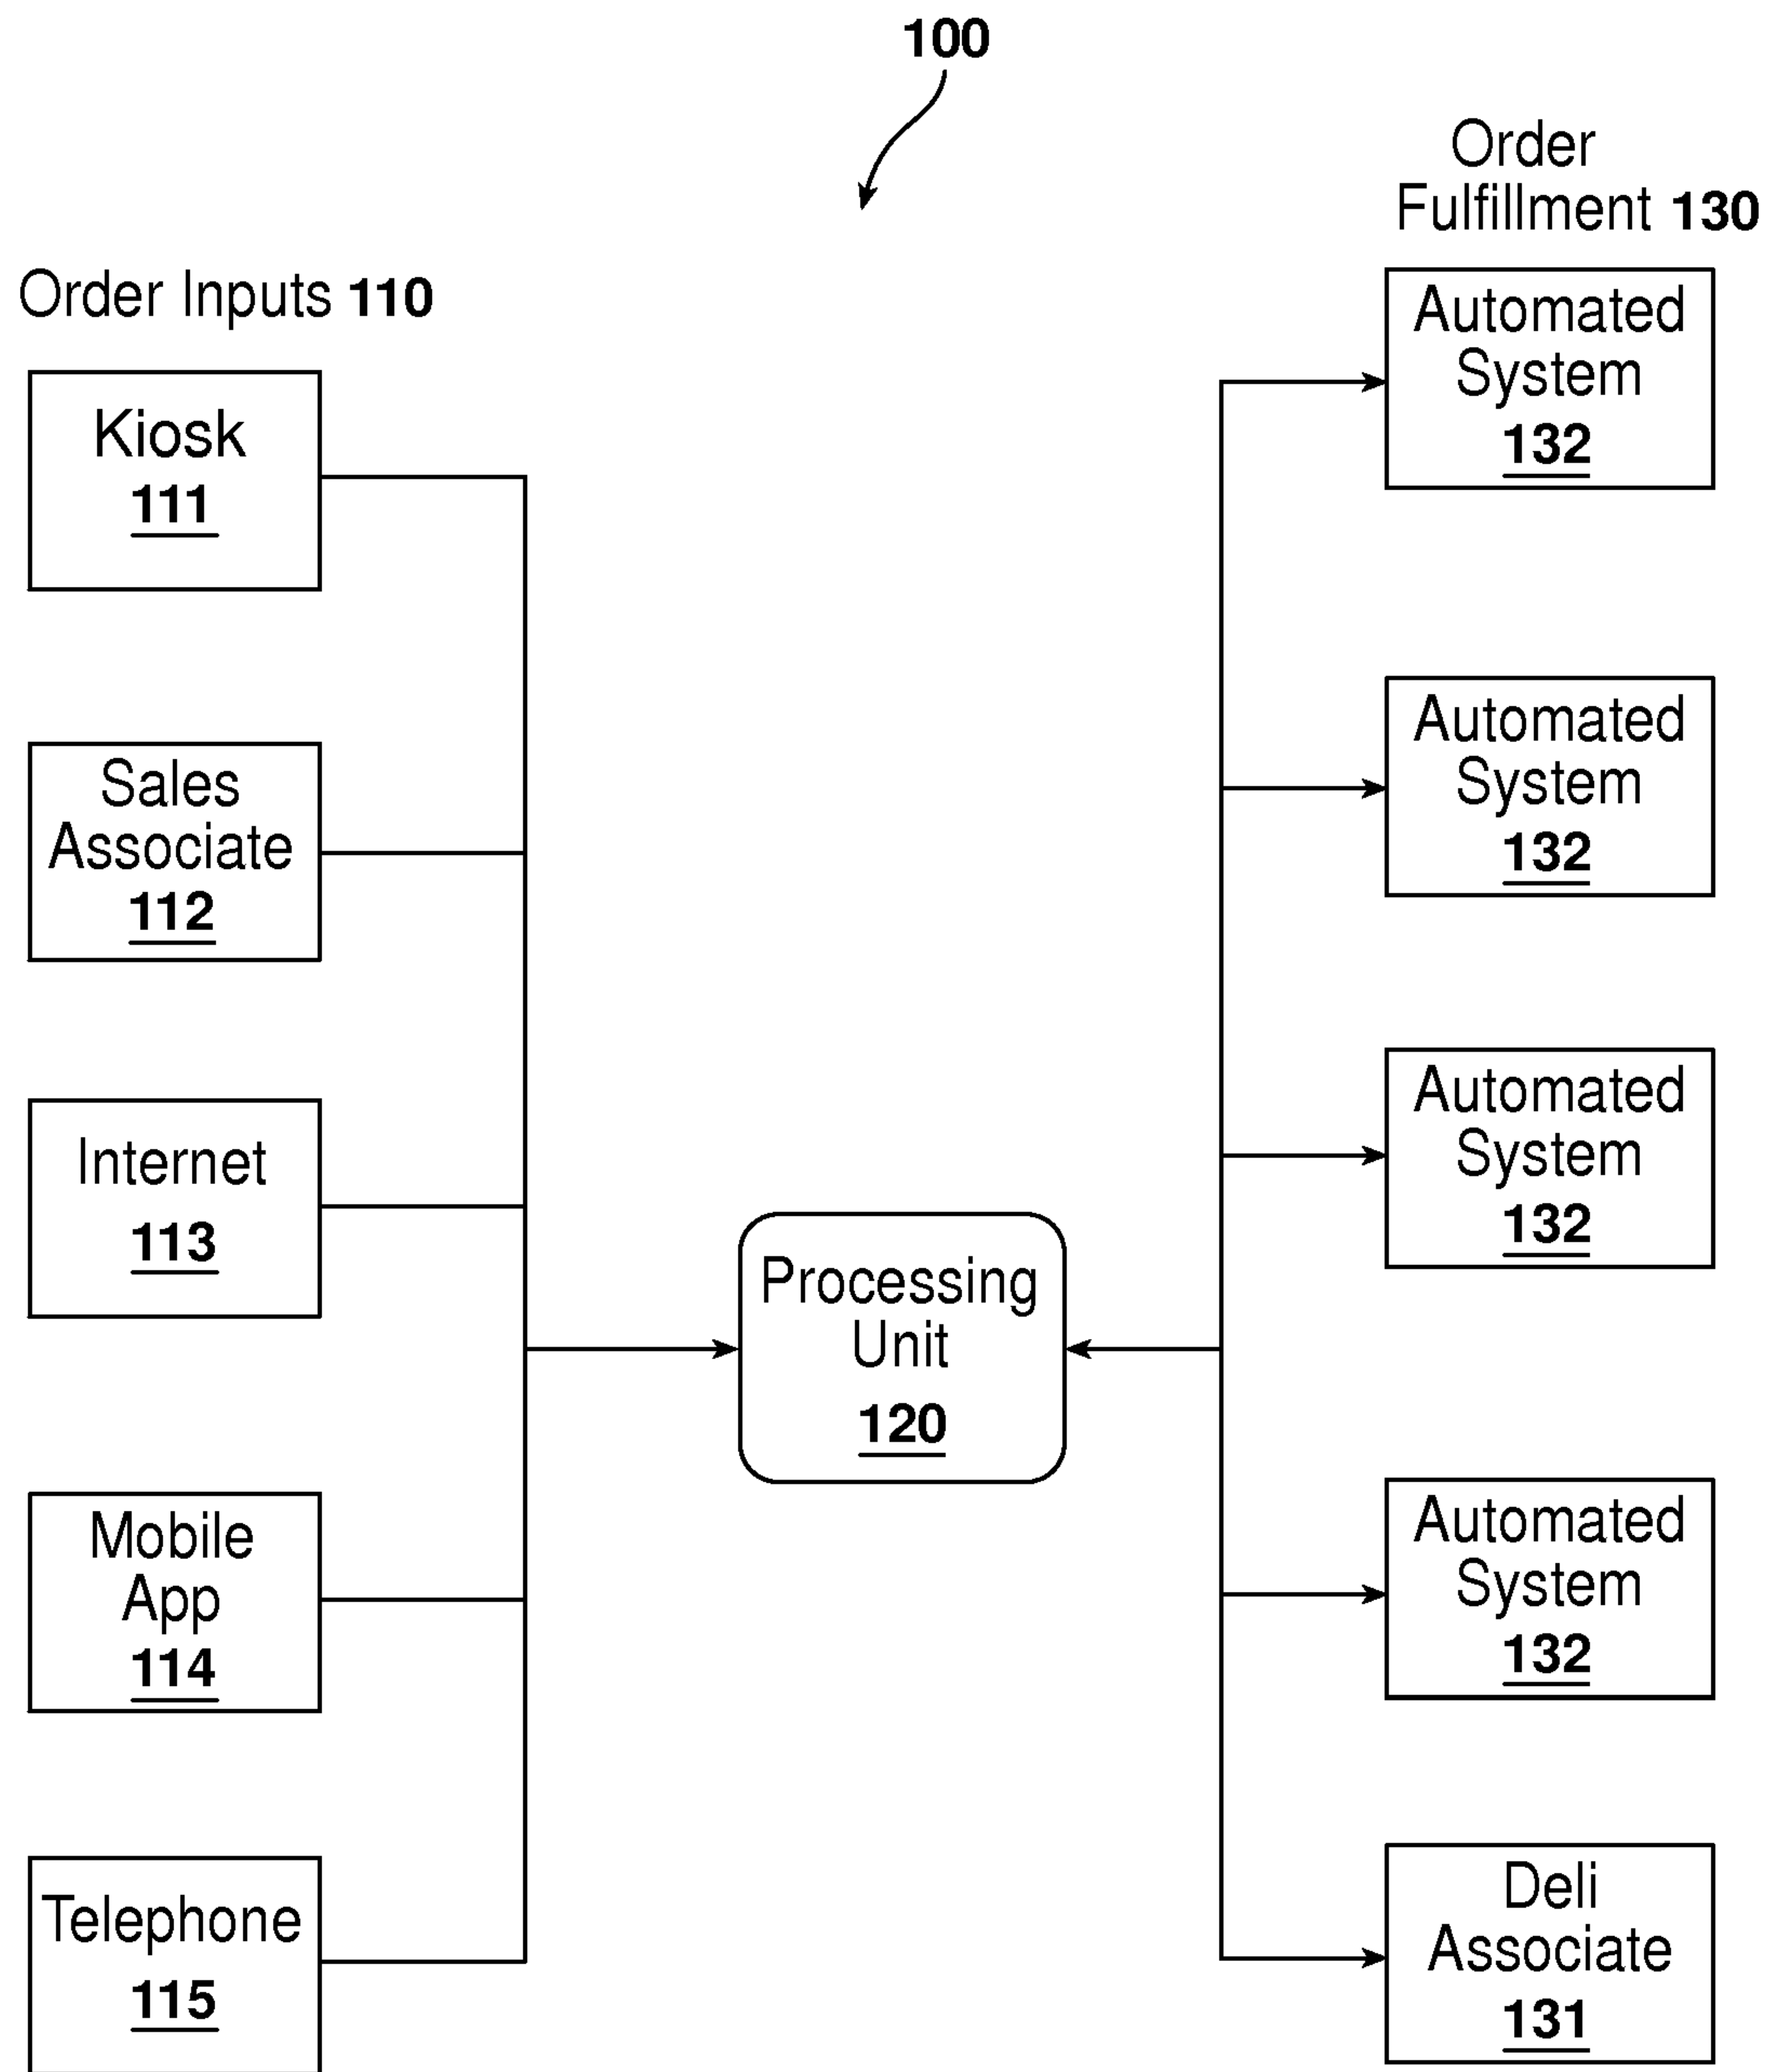 100
Order Inputs 110
Kiosk
111
Sales
Associate
112
Internet
113
Mobile
App
114
Telephone
115
Processing
Unit
120
Order
Fulfillment 130
Automated
System
132
Automated
System
132
Automated
System
132
Automated
System
132
Deli
Associate
131